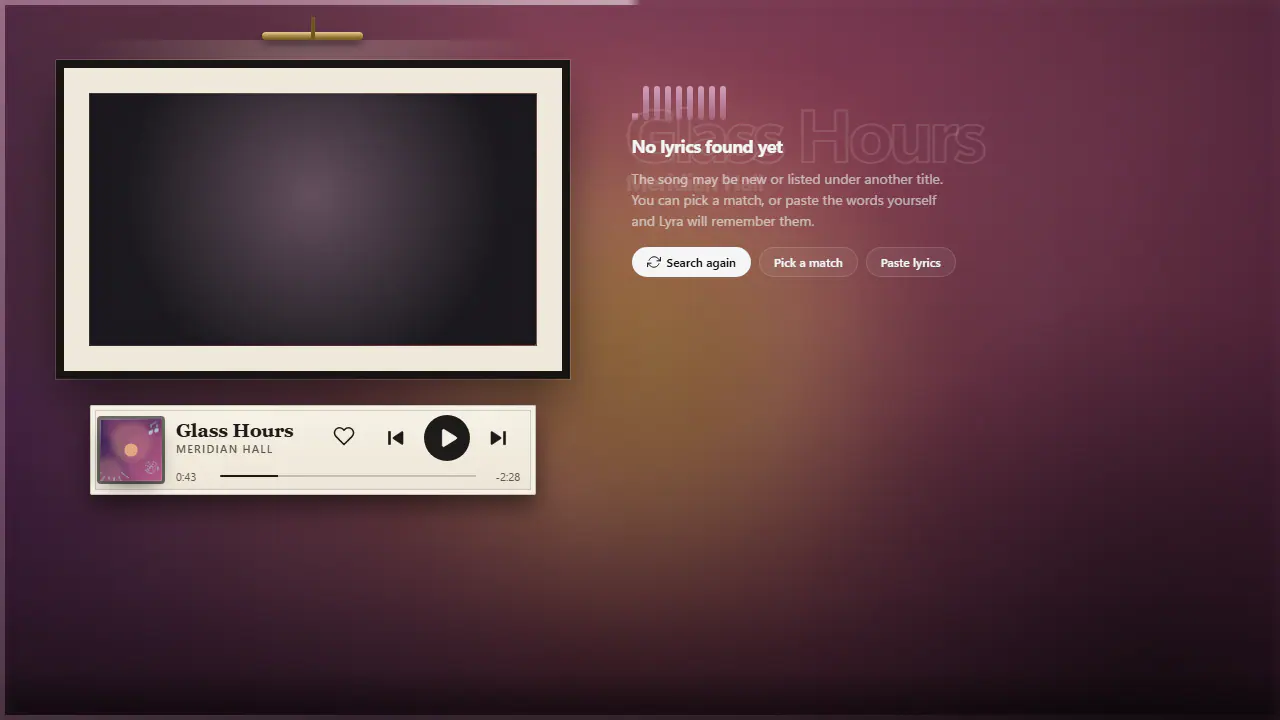 Glass Hours
Meridian Hall
No lyrics found yet
The song may be new or listed under another title.
You can pick a match, or paste the words yourself
and Lyra will remember them.
Search again
Pick a match
Paste lyrics
Glass Hours
MERIDIAN HALL
0:43
-2:28